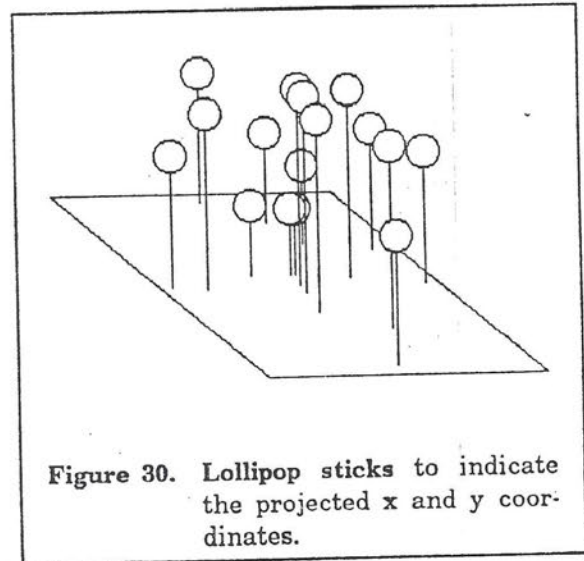 Figure 30. Lollipop sticks to indicate
the projected x and y coor-
dinates.